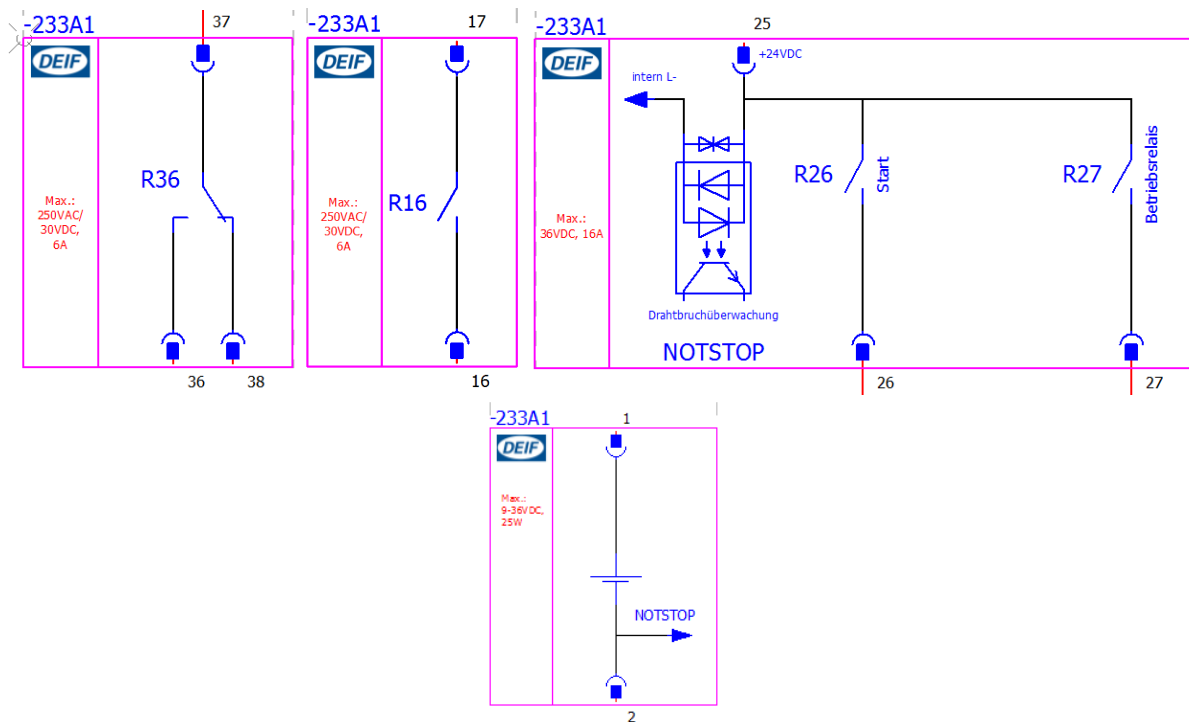 -233A1
37
DEIF
R36
Max.:
250VAC/
30VDC,
6A
36
38
-233A1
17
DEIF
R16
Max.:
250VAC/
30VDC,
6A
16
-233A1
25
DEIF
+24VDC
intern L-
R26
Start
R27
Betriebsrelais
Max.:
36VDC, 16A
Drahtbruchüberwachung
NOTSTOP
26
27
-233A1
1
DEIF
Max.:
9-36VDC,
25W
NOTSTOP
2